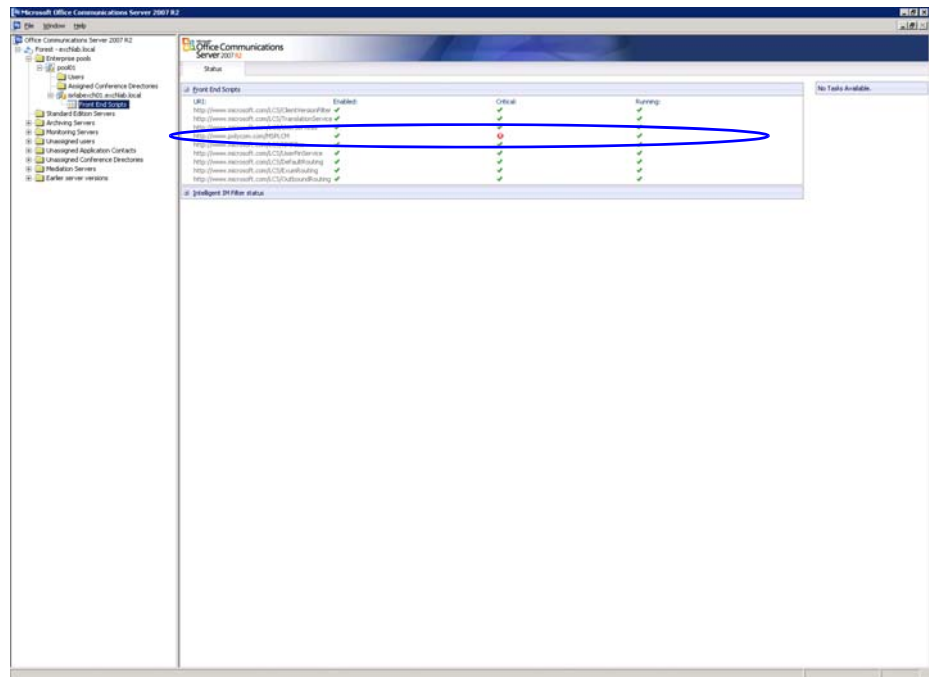 Microsoft Office Communications Server 2007 R2
File Window Help
Office Communications Server 2007 R2
Forest - exchlab.local
Enterprise pools
pool01
Users
Assigned Conference Directories
Front End Scripts
Standard Edition Servers
Archiving Servers
Monitoring Servers
Unassigned users
Unassigned Application Contacts
Unassigned Conference Directories
Mediation Servers
Earlier server versions
Office Communications
Server 2007 R2
Status
Front End Scripts
URI: Enabled: Critical: Running:
http://www.microsoft.com/LCS/ClientVersionFilter
http://www.microsoft.com/LCS/TranslationService
http://www.polycom.com/MSPLCM
http://www.microsoft.com/LCS/UserPinService
http://www.microsoft.com/LCS/DefaultRouting
http://www.microsoft.com/LCS/ExumRouting
http://www.microsoft.com/LCS/OutboundRouting
Intelligent IM Filter status
No Tasks Available.